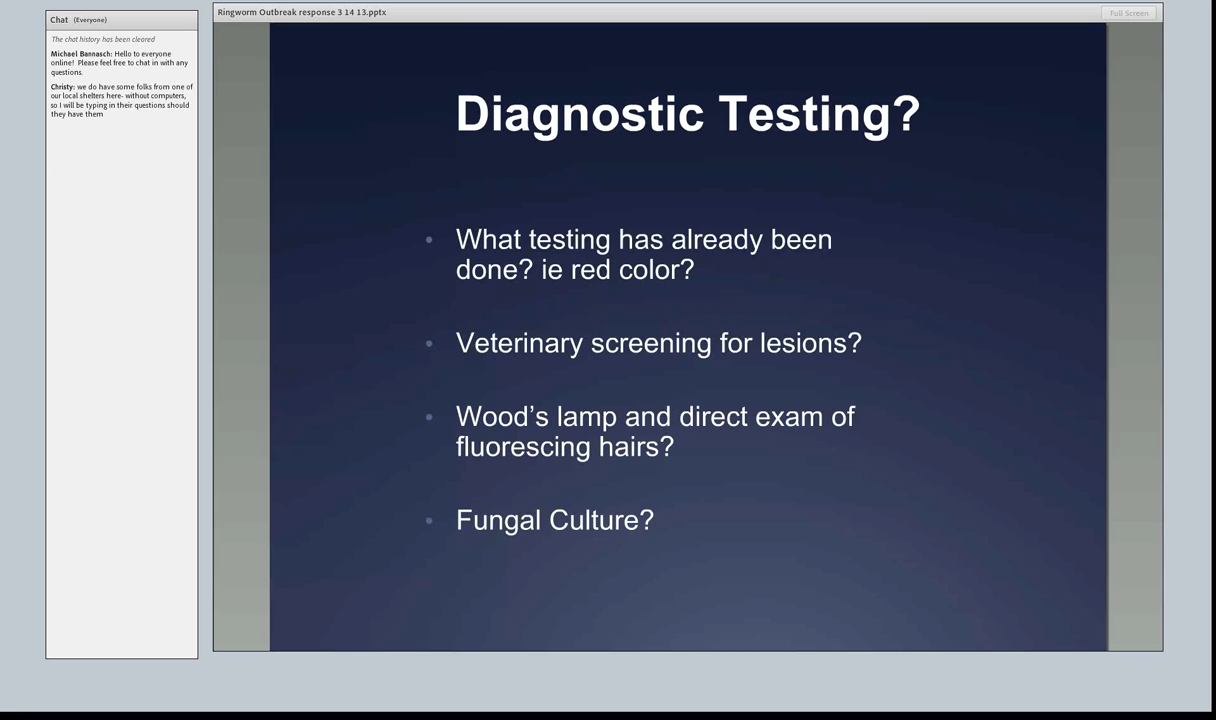 Chat (Everyone)
The chat history has been cleared
Michael Bannasch: Hello to everyone
online! Please feel free to chat in with any
questions.
Christy: we do have some folks from one of
our local shelters here- without computers,
so I will be typing in their questions should
they have them
Ringworm Outbreak response 3 14 13.pptx
Full Screen
Diagnostic Testing?
• What testing has already been
done? ie red color?
• Veterinary screening for lesions?
• Wood’s lamp and direct exam of
fluorescing hairs?
• Fungal Culture?